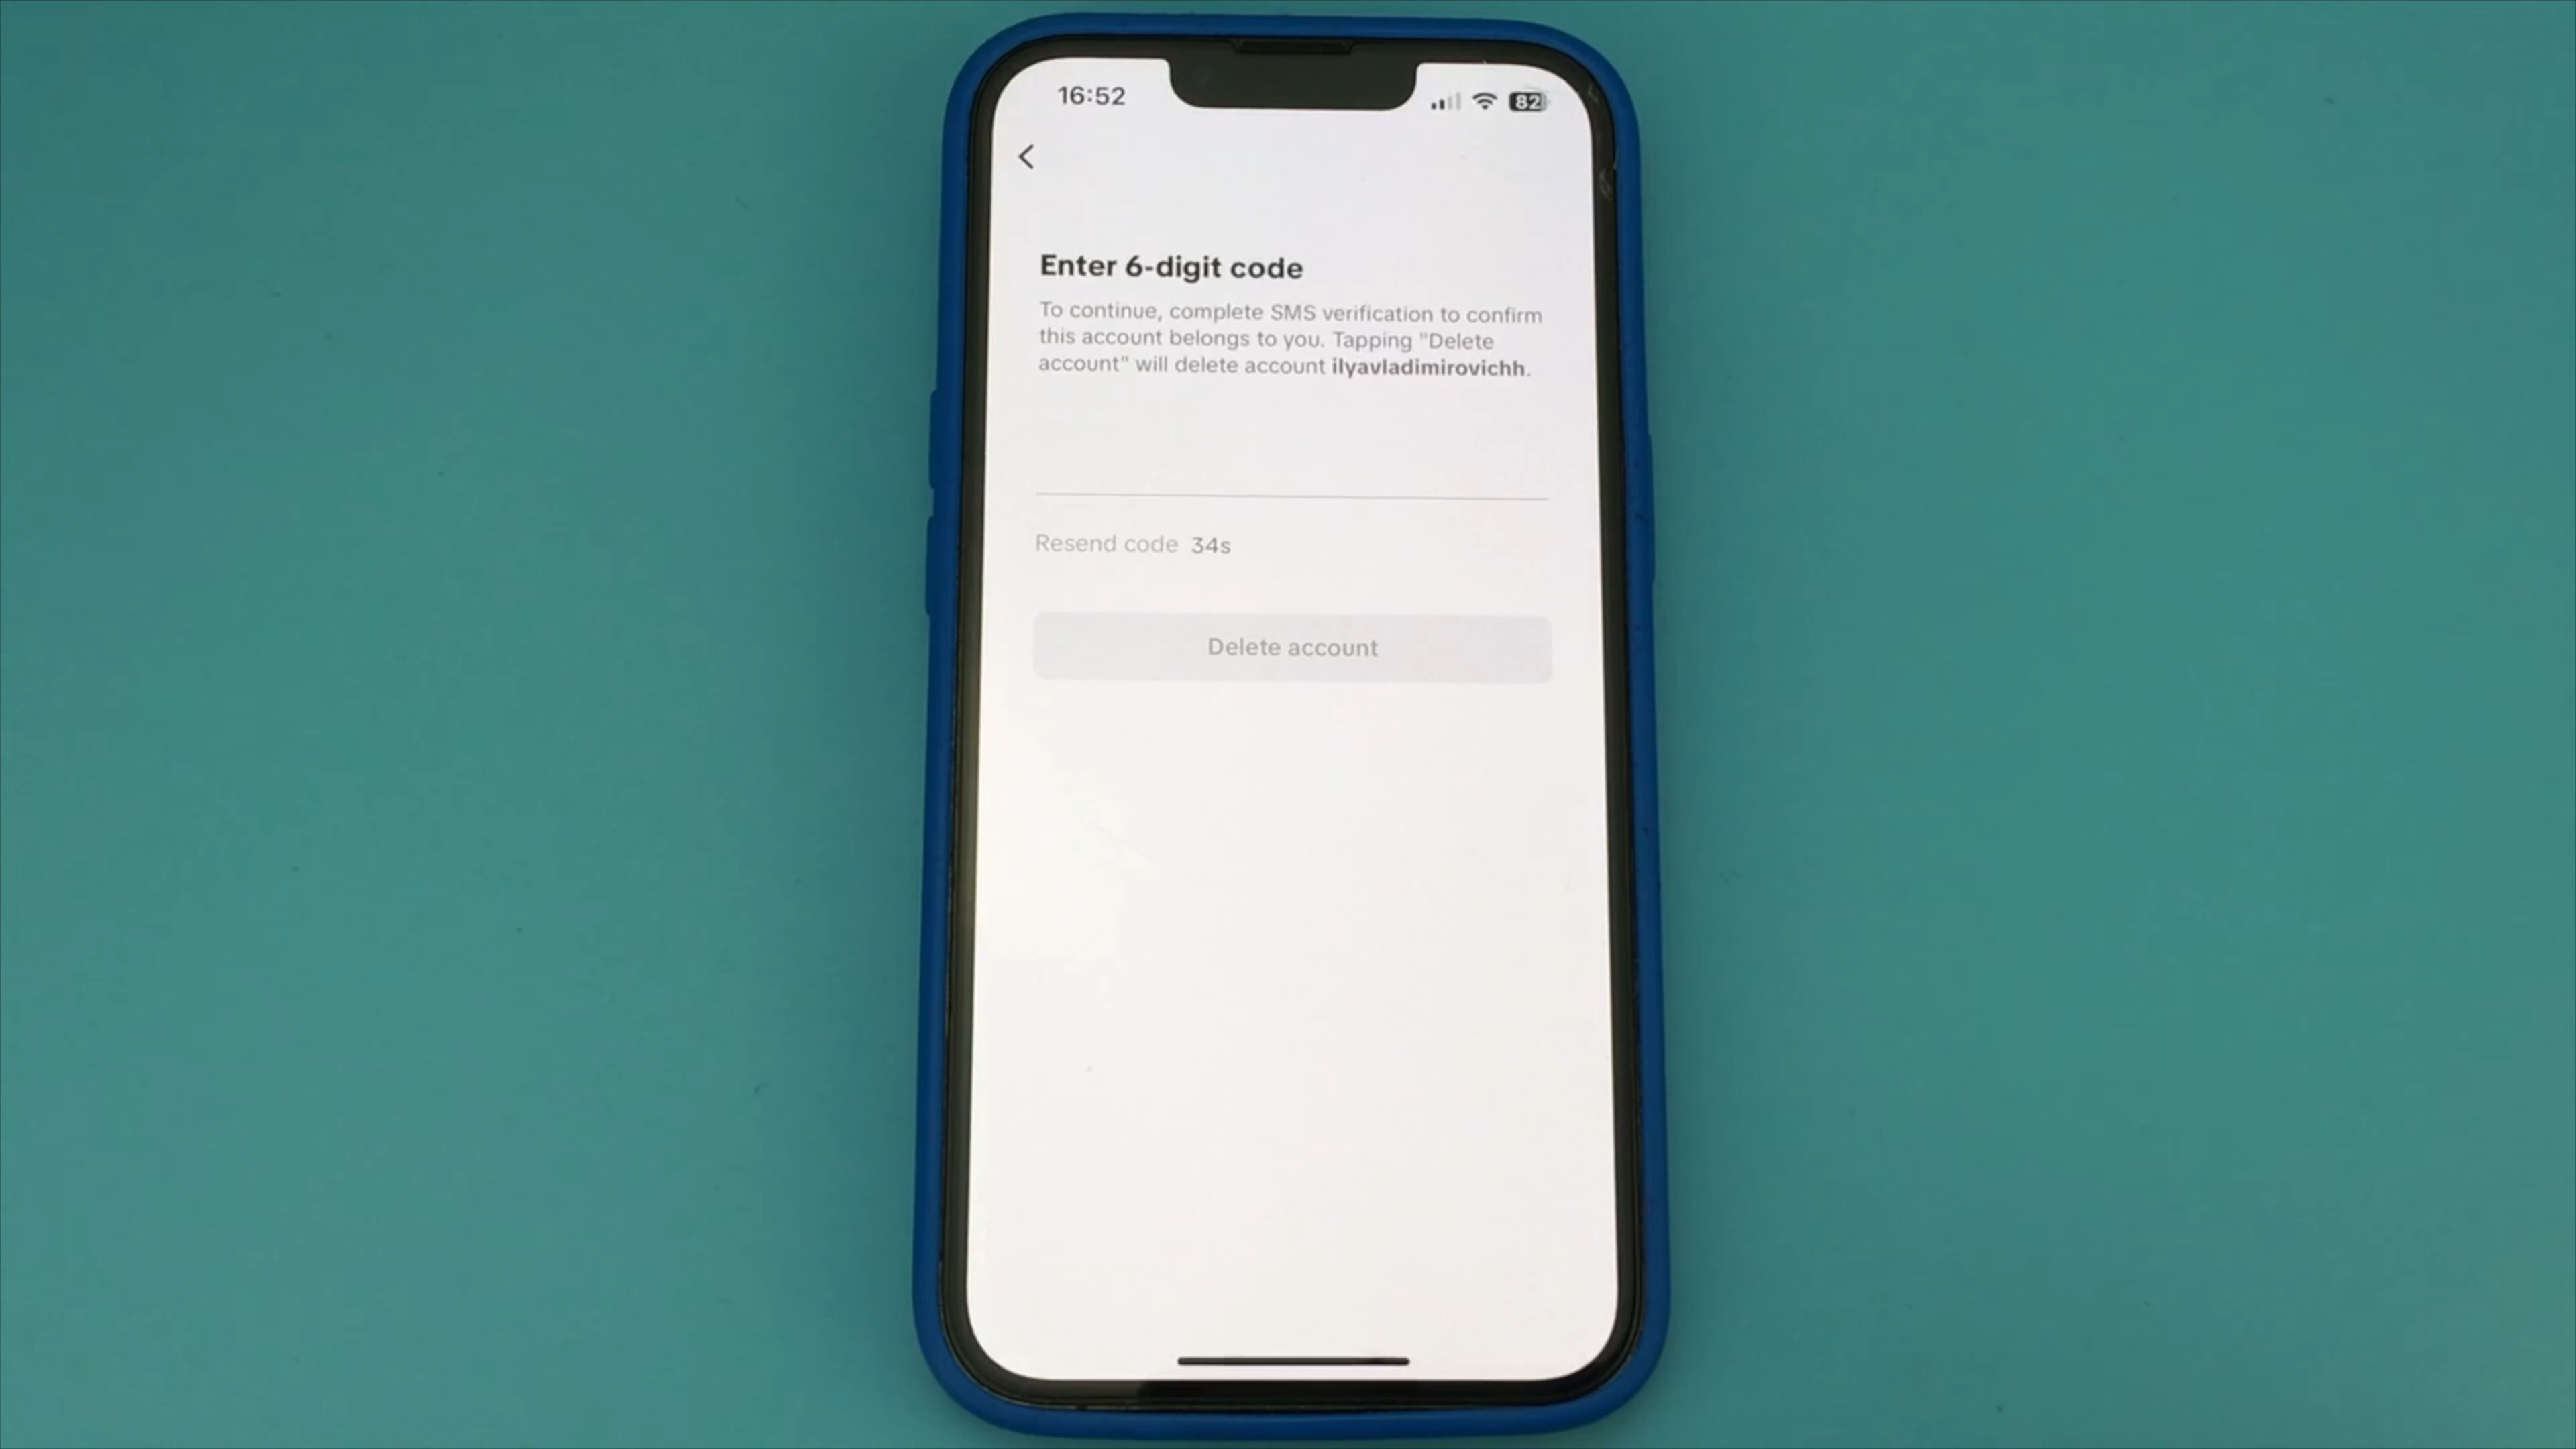 16:52
82
Enter 6-digit code
To continue, complete SMS verification to confirm
this account belongs to you. Tapping "Delete
account" will delete account ilyavladimirovichh.
Resend code 34s
Delete account